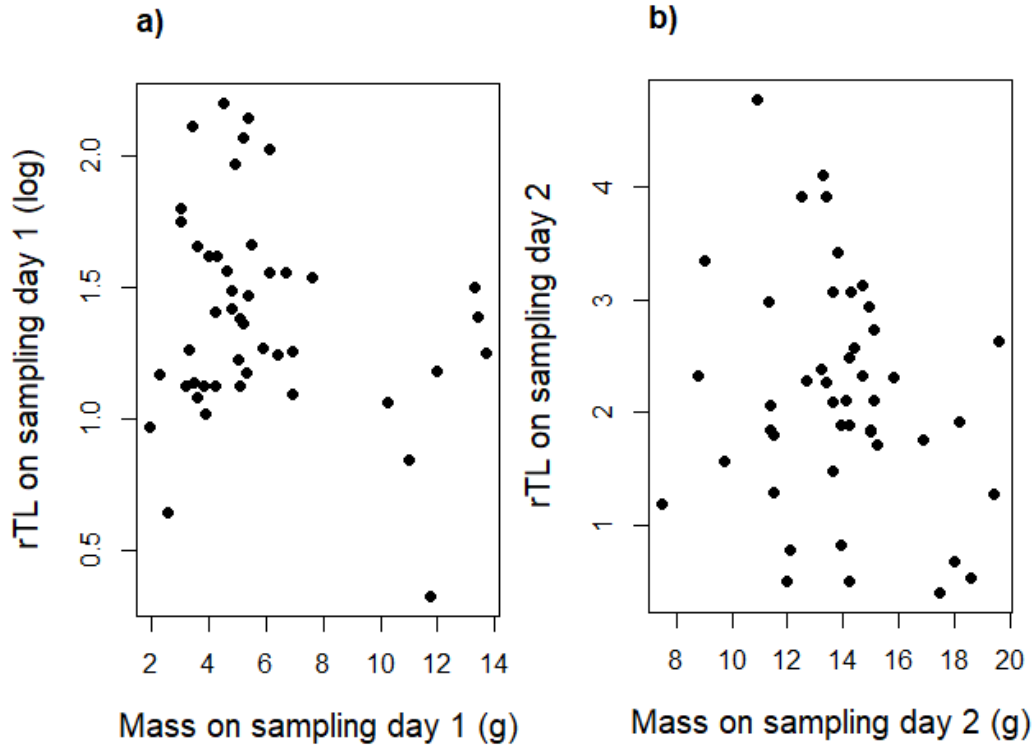 a)
rTL on sampling day 1 (log)
2.0
1.5
1.0
0.5
2 4 6 8 10 12 14
Mass on sampling day 1 (g)
b)
rTL on sampling day 2
4
3
2
1
8 10 12 14 16 18 20
Mass on sampling day 2 (g)